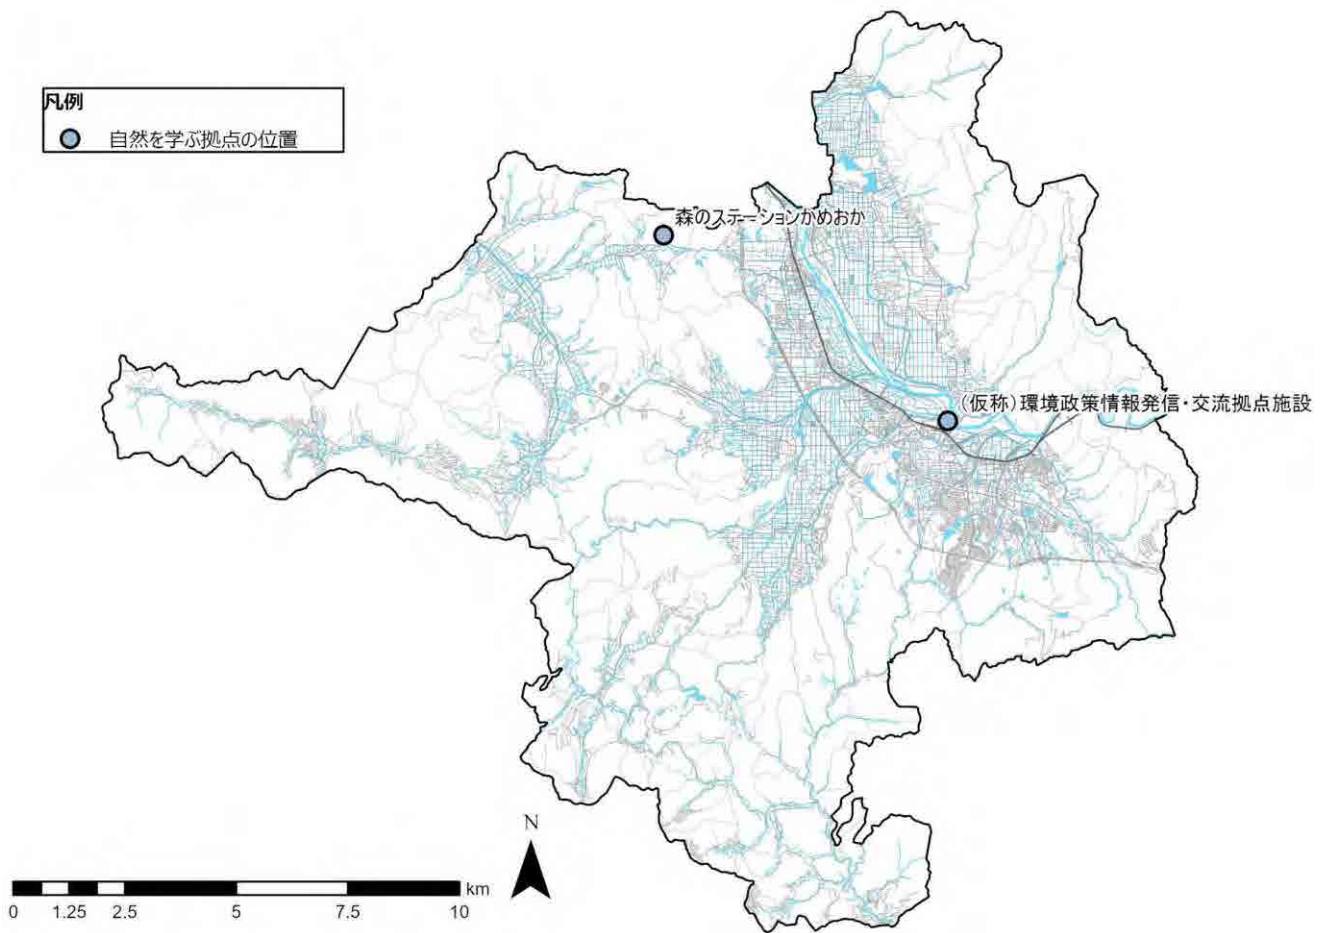 凡例
自然を学ぶ拠点の位置
森のステーションかめおか
（仮称）環境政策情報発信・交流拠点施設
N
km
0 1.25 2.5 5 7.5 10